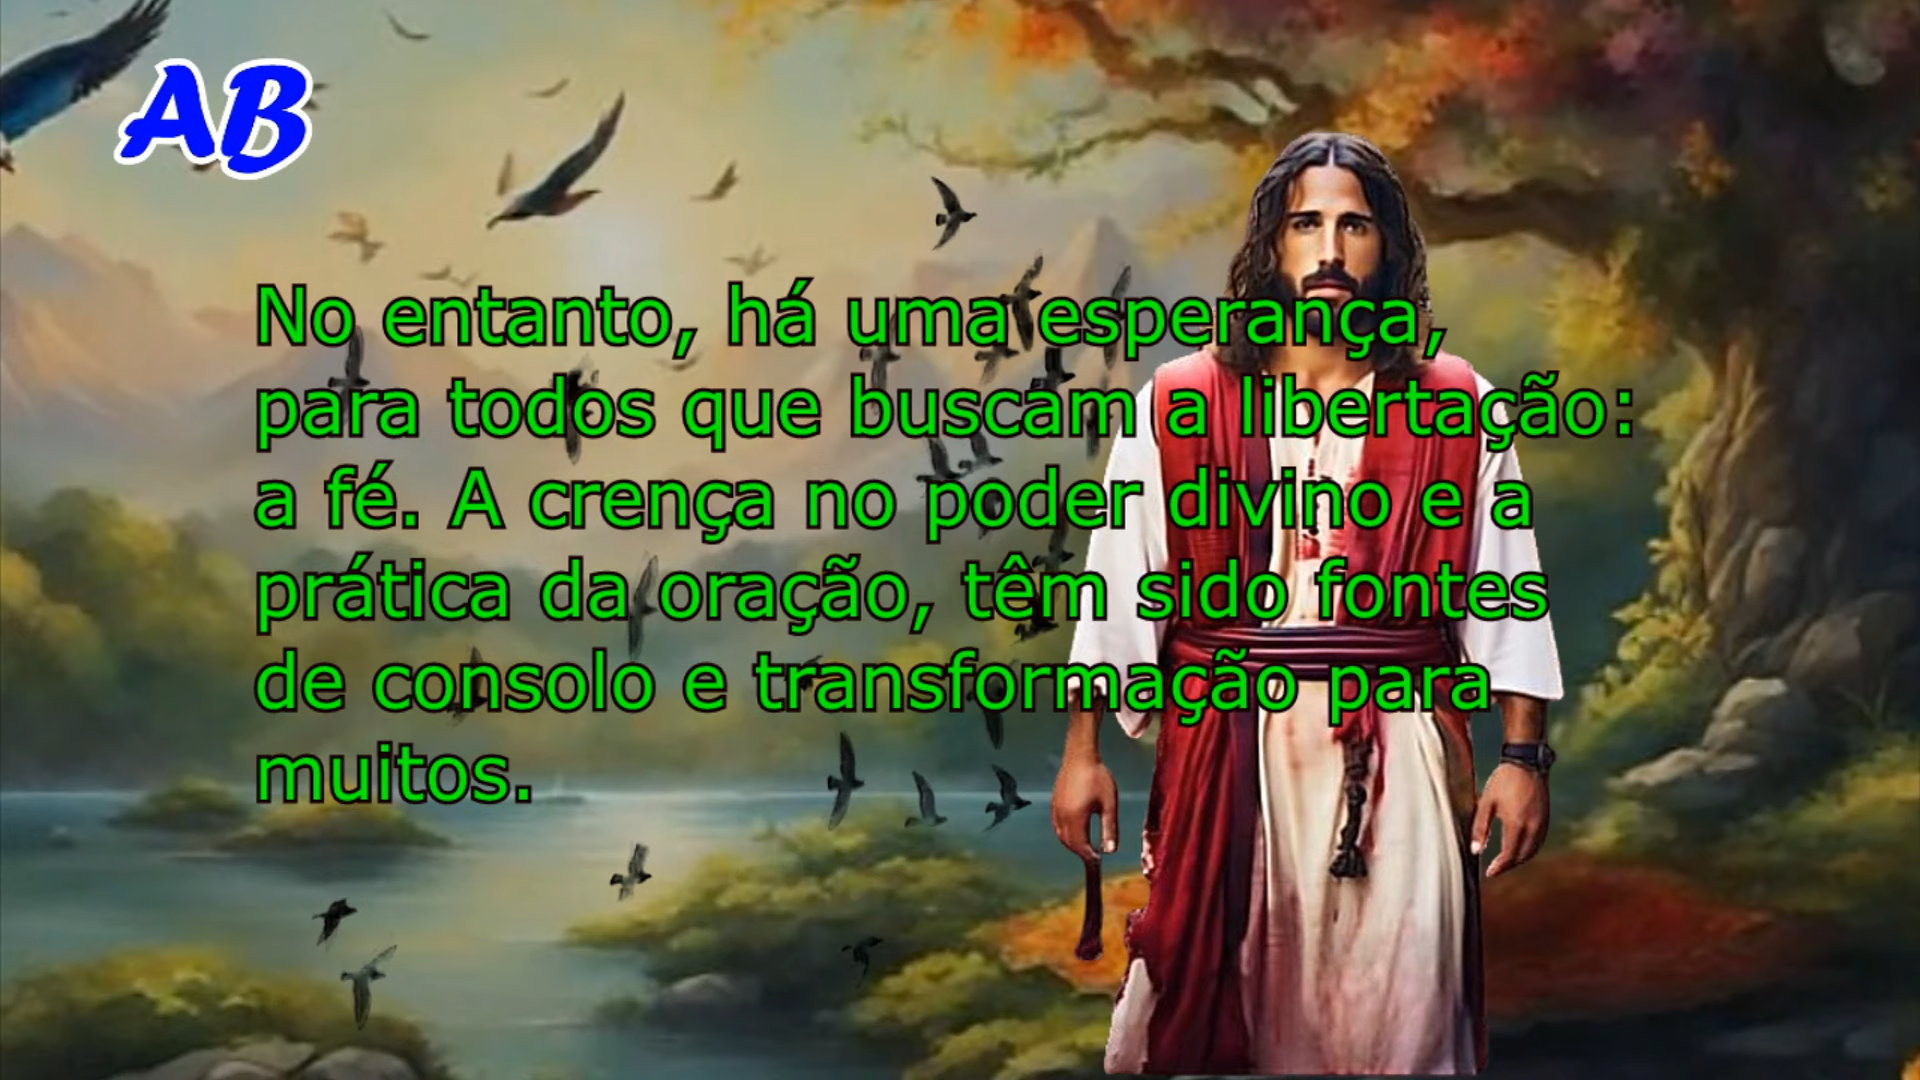 AB
No entanto, há uma esperança,
para todos que buscam a libertação:
a fé. A crença no poder divino e a
prática da oração, têm sido fontes
de consolo e transformação para
muitos.